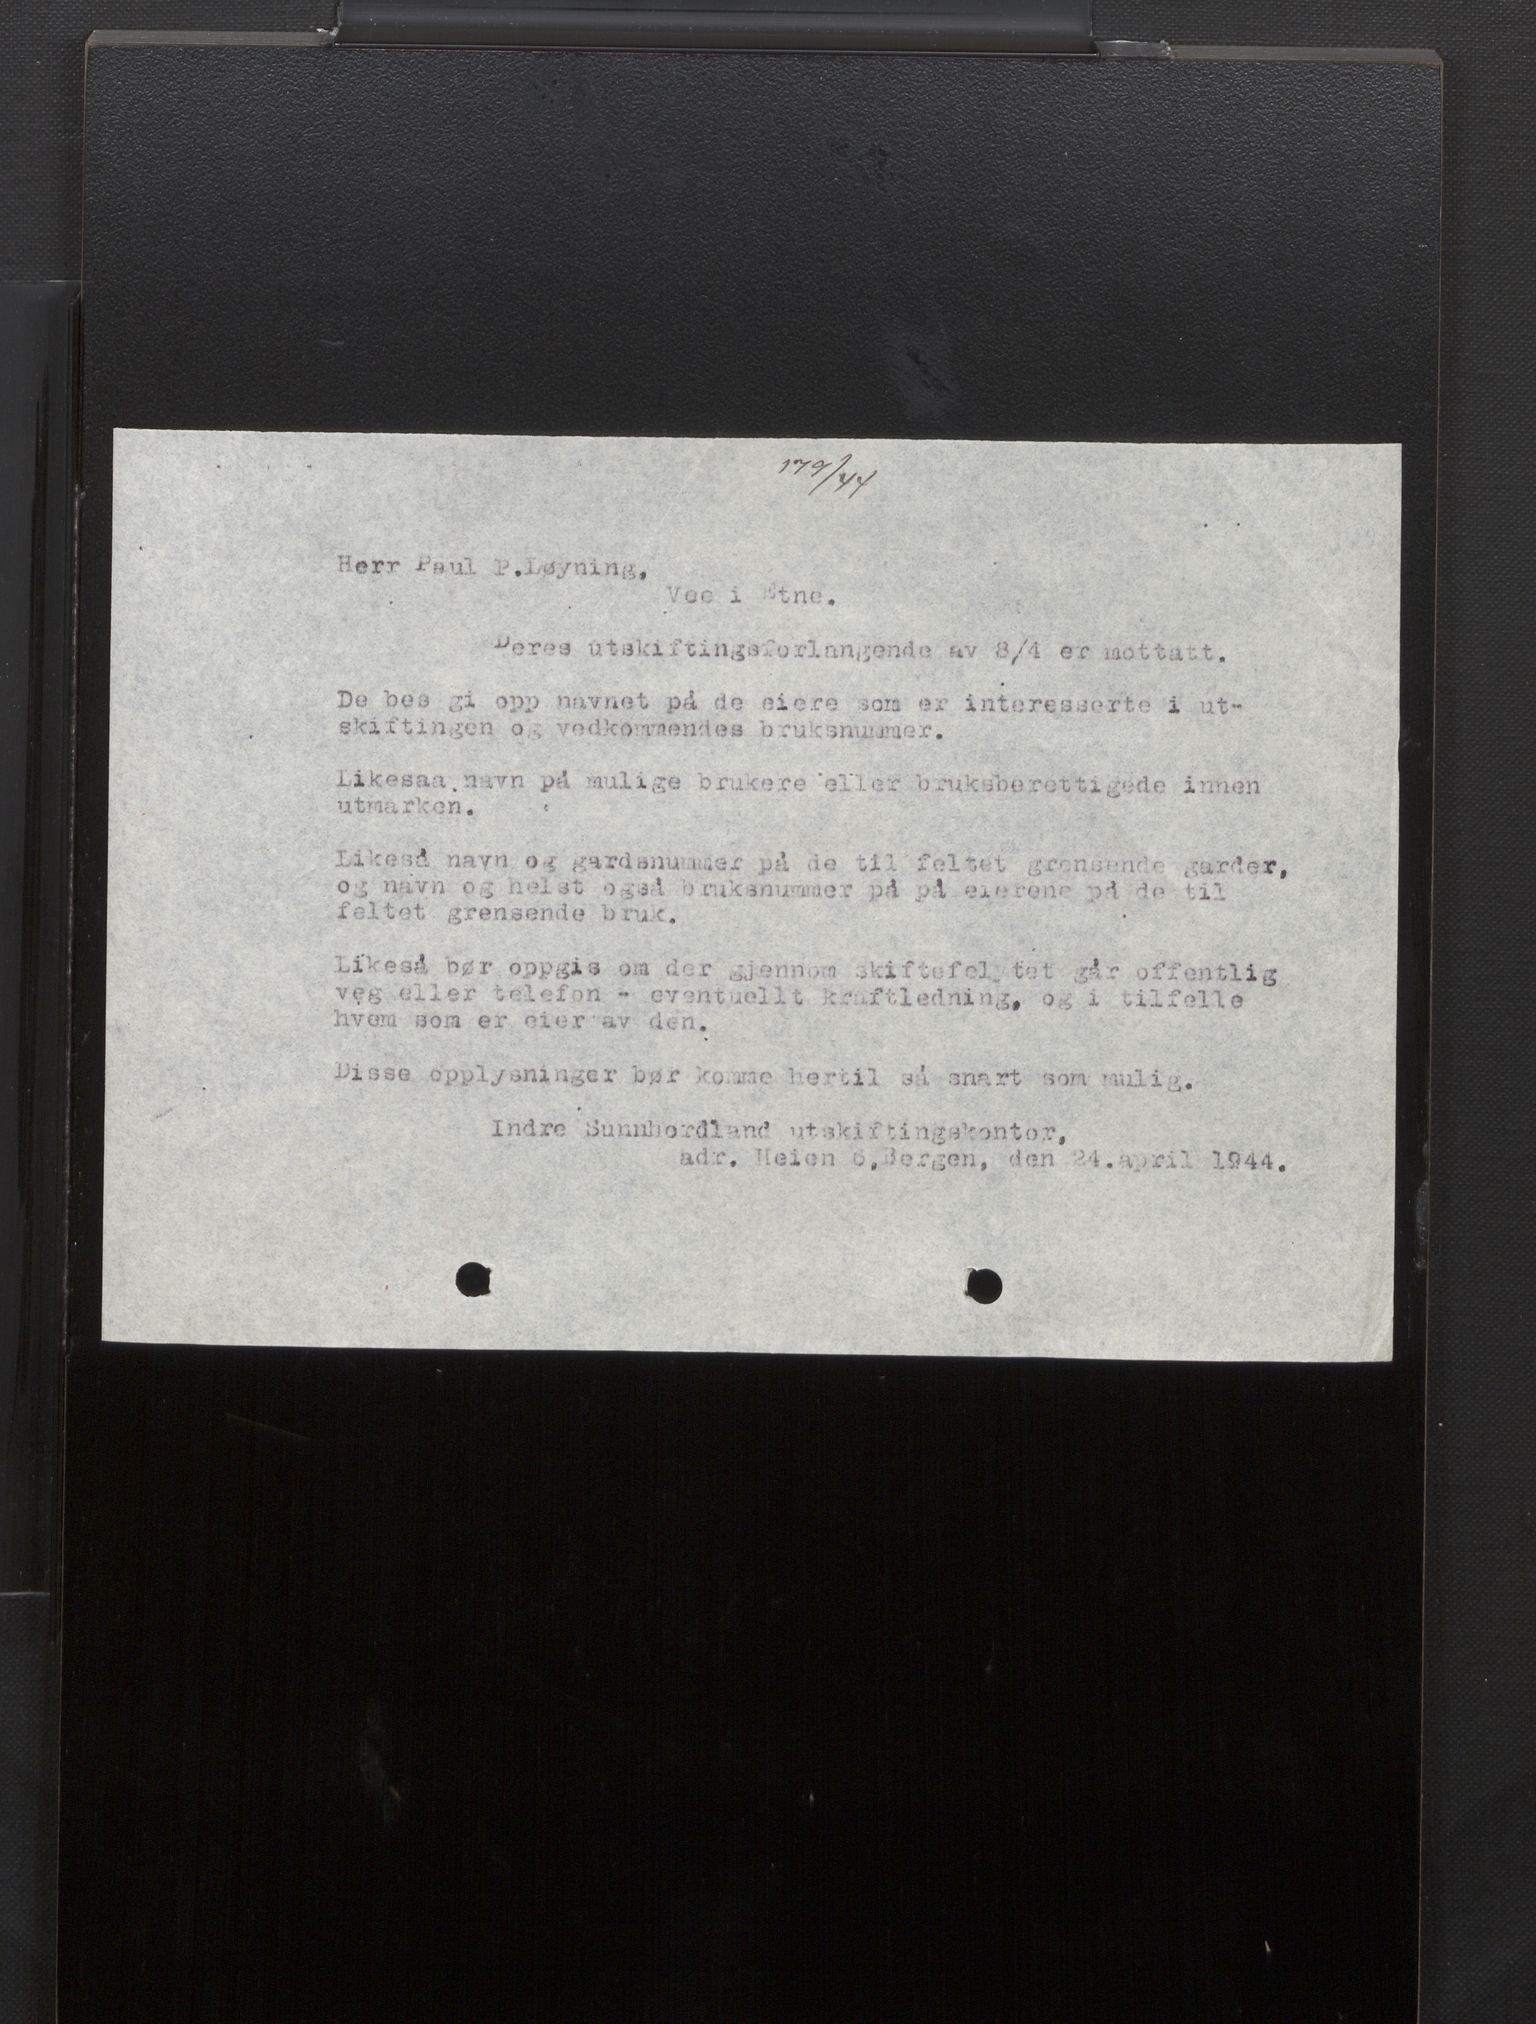 179/44
Herr Paul P.Løyning,
Vee i Etne.
Deres utskiftingsforlangende av 8/4 er mottatt.
De bes gi opp navnet på de eiere som er interesserte i ut-
skiftingen og vedkommendes bruksnummer.
Likesaa navn på mulige brukere eller bruksberettigede innen
utmarken.
Likeså navn og gardsnummer på de til feltet grensende garder,
og navn og helst også bruksnummer på på eierene på de til
feltet grensende bruk.
Likeså bør oppgis om der gjennom skiftefelytet går offentlig
veg eller telefon - eventuellt kraftledning, og i tilfelle
hvem som er eier av den.
Disse opplysninger bør komme hertil så snart som mulig.
Indre Sunnhordland utskiftingskontor,
adr. Heien 6,Bergen, den 24.april 1944.